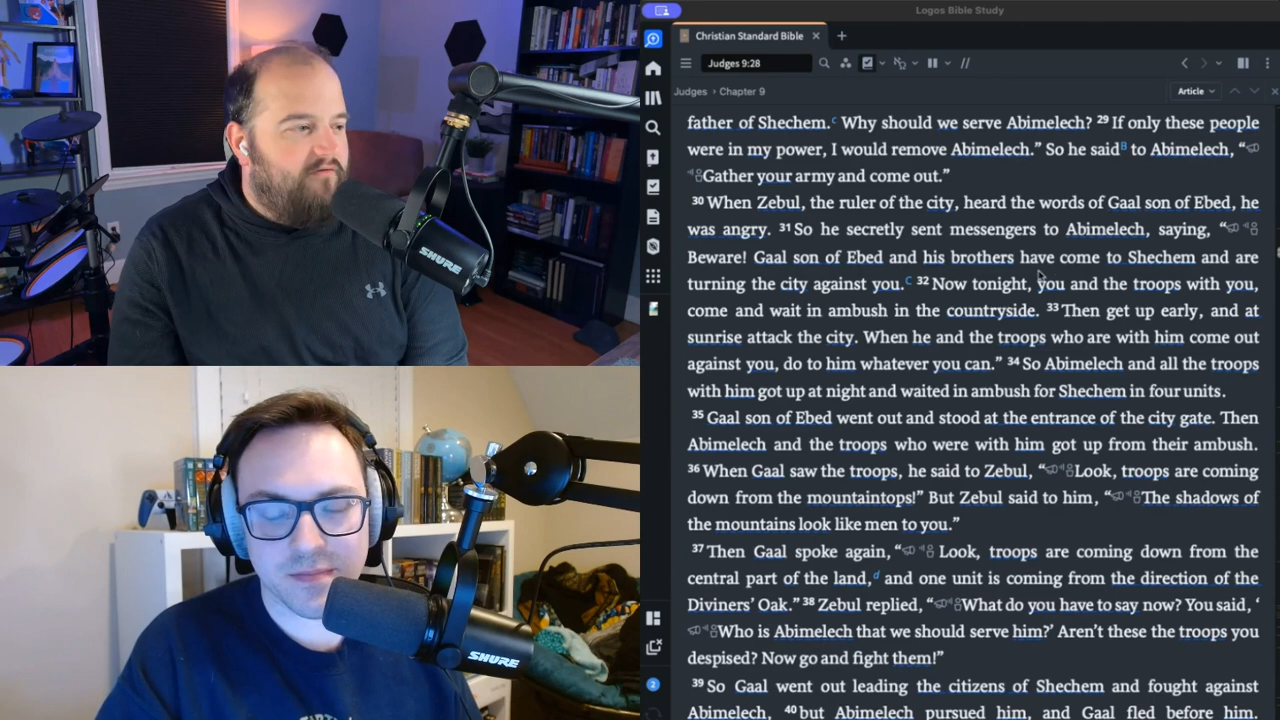 Logos Bible Study
Christian Standard Bible
Judges 9:28
Judges › Chapter 9
Article
father of Shechem.c Why should we serve Abimelech? 29 If only these people
were in my power, I would remove Abimelech.” So he saidB to Abimelech, “
Gather your army and come out.”
30 When Zebul, the ruler of the city, heard the words of Gaal son of Ebed, he
was angry. 31 So he secretly sent messengers to Abimelech, saying, “
Beware! Gaal son of Ebed and his brothers have come to Shechem and are
turning the city against you.C 32 Now tonight, you and the troops with you,
come and wait in ambush in the countryside. 33 Then get up early, and at
sunrise attack the city. When he and the troops who are with him come out
against you, do to him whatever you can.” 34 So Abimelech and all the troops
with him got up at night and waited in ambush for Shechem in four units.
35 Gaal son of Ebed went out and stood at the entrance of the city gate. Then
Abimelech and the troops who were with him got up from their ambush.
36 When Gaal saw the troops, he said to Zebul, “Look, troops are coming
down from the mountaintops!” But Zebul said to him, “The shadows of
the mountains look like men to you.”
37 Then Gaal spoke again, “Look, troops are coming down from the
central part of the land,d and one unit is coming from the direction of the
Diviners’ Oak.” 38 Zebul replied, “What do you have to say now? You said, ‘
Who is Abimelech that we should serve him?’ Aren’t these the troops you
despised? Now go and fight them!”
39 So Gaal went out leading the citizens of Shechem and fought against
Abimelech, 40 but Abimelech pursued him, and Gaal fled before him.
2
SHURE
SHURE